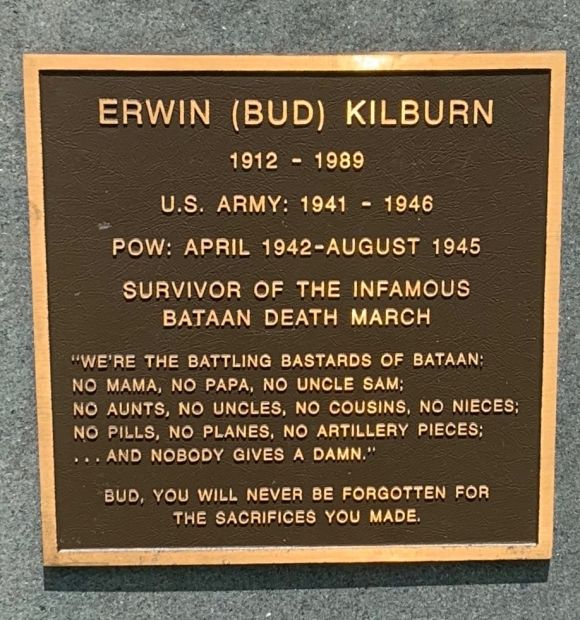 ERWIN (BUD) KILBURN
1912 - 1989
U.S. ARMY: 1941 - 1946
POW: APRIL 1942-AUGUST 1945
SURVIVOR OF THE INFAMOUS
BATAAN DEATH MARCH
"WE'RE THE BATTLING BASTARDS OF BATAAN;
NO MAMA, NO PAPA, NO UNCLE SAM;
NO AUNTS, NO UNCLES, NO COUSINS, NO NIECES;
NO PILLS, NO PLANES, NO ARTILLERY PIECES;
...AND NOBODY GIVES A DAMN."
BUD, YOU WILL NEVER BE FORGOTTEN FOR
THE SACRIFICES YOU MADE.